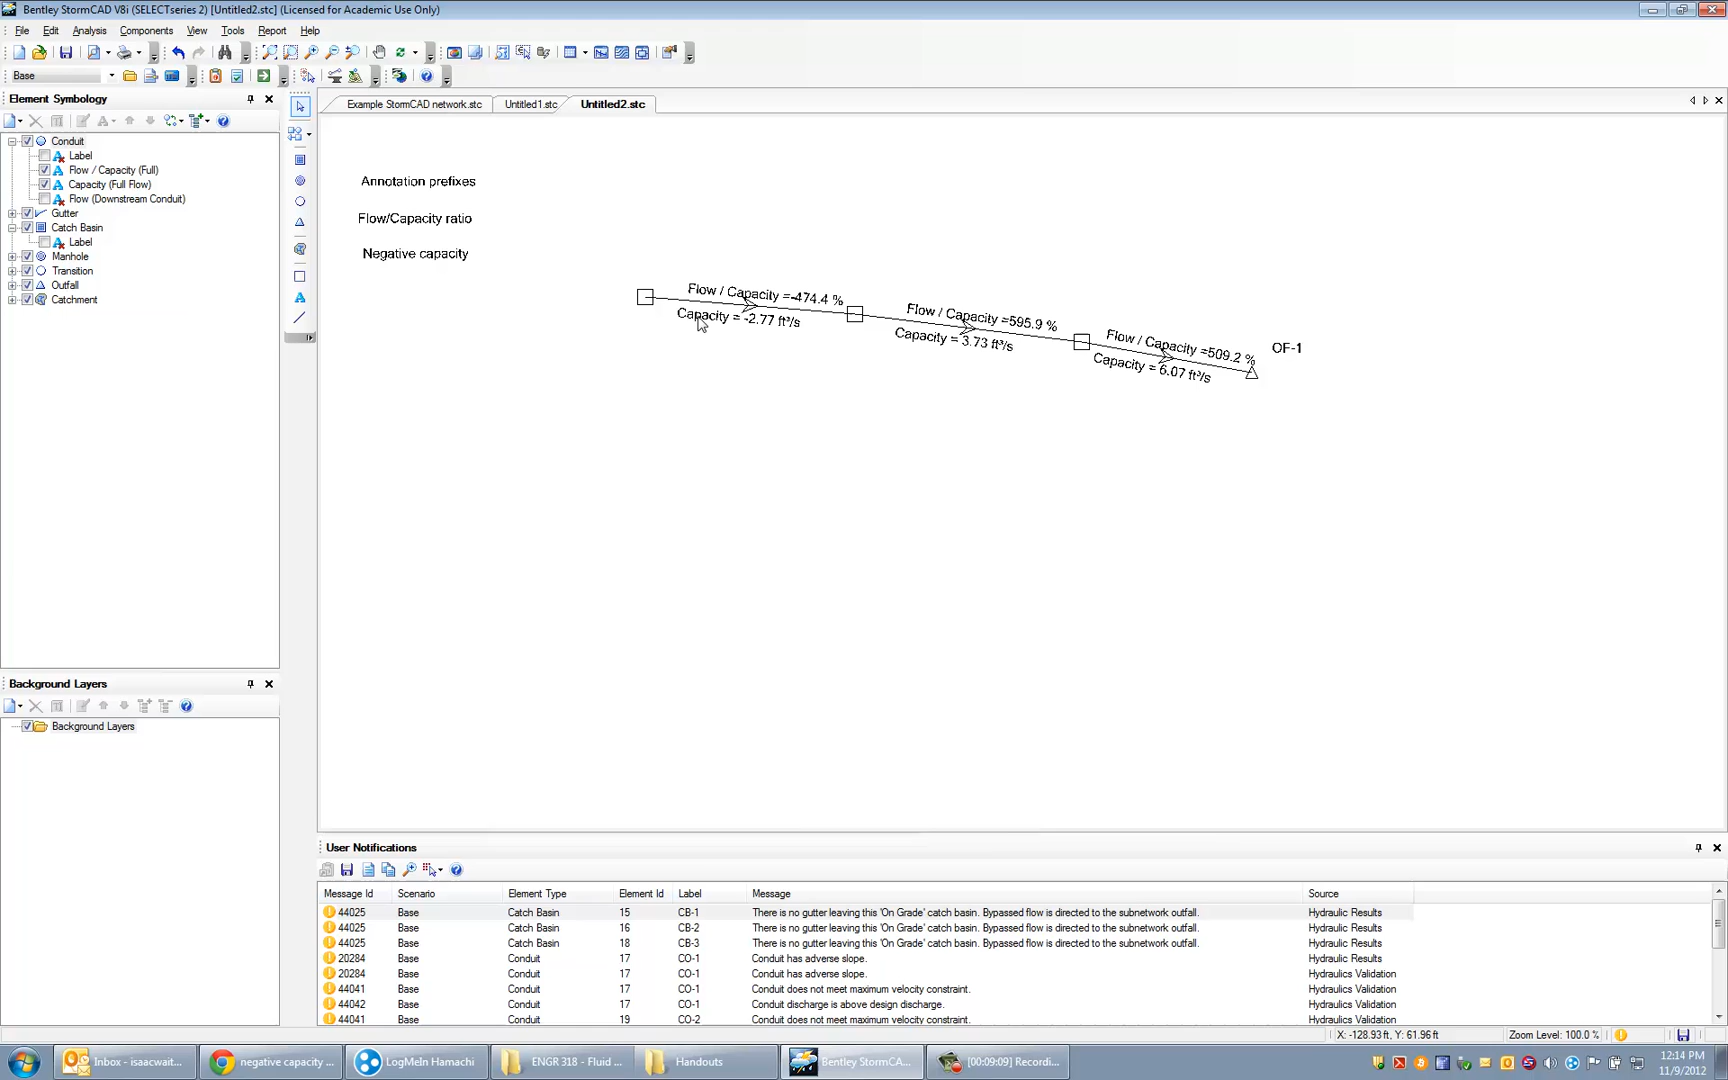 Bentley StormCAD V8i (SELECTseries 2) [Untitled2.stc] (Licensed for Academic Use Only)
File Edit Analysis Components View Tools Report Help
Base
Element Symbology
Example StormCAD network.stc Untitled1.stc Untitled2.stc
Conduit
Label
Flow / Capacity (Full)
Capacity (Full Flow)
Flow (Downstream Conduit)
Gutter
Catch Basin
Label
Manhole
Transition
Outfall
Catchment
Annotation prefixes
Flow/Capacity ratio
Negative capacity
Flow / Capacity =-474.4 %
Capacity = -2.77 ft³/s
Flow / Capacity =595.9 %
Capacity = 3.73 ft³/s
Flow / Capacity =509.2 %
Capacity = 6.07 ft³/s
OF-1
Background Layers
Background Layers
User Notifications
Message Id Scenario Element Type Element Id Label Message Source
44025 Base Catch Basin 15 CB-1 There is no gutter leaving this 'On Grade' catch basin. Bypassed flow is directed to the subnetwork outfall. Hydraulic Results
44025 Base Catch Basin 16 CB-2 There is no gutter leaving this 'On Grade' catch basin. Bypassed flow is directed to the subnetwork outfall. Hydraulic Results
44025 Base Catch Basin 18 CB-3 There is no gutter leaving this 'On Grade' catch basin. Bypassed flow is directed to the subnetwork outfall. Hydraulic Results
20284 Base Conduit 17 CO-1 Conduit has adverse slope. Hydraulic Results
20284 Base Conduit 17 CO-1 Conduit has adverse slope. Hydraulics Validation
44041 Base Conduit 17 CO-1 Conduit does not meet maximum velocity constraint. Hydraulics Validation
44042 Base Conduit 17 CO-1 Conduit discharge is above design discharge. Hydraulics Validation
44041 Base Conduit 19 CO-2 Conduit does not meet maximum velocity constraint. Hydraulics Validation
X: -128.93 ft, Y: 61.96 ft Zoom Level: 100.0 %
Inbox - isaacwait... negative capacity ... LogMeIn Hamachi ENGR 318 - Fluid ... Handouts Bentley StormCA... [00:09:09] Recordi...
12:14 PM
11/9/2012